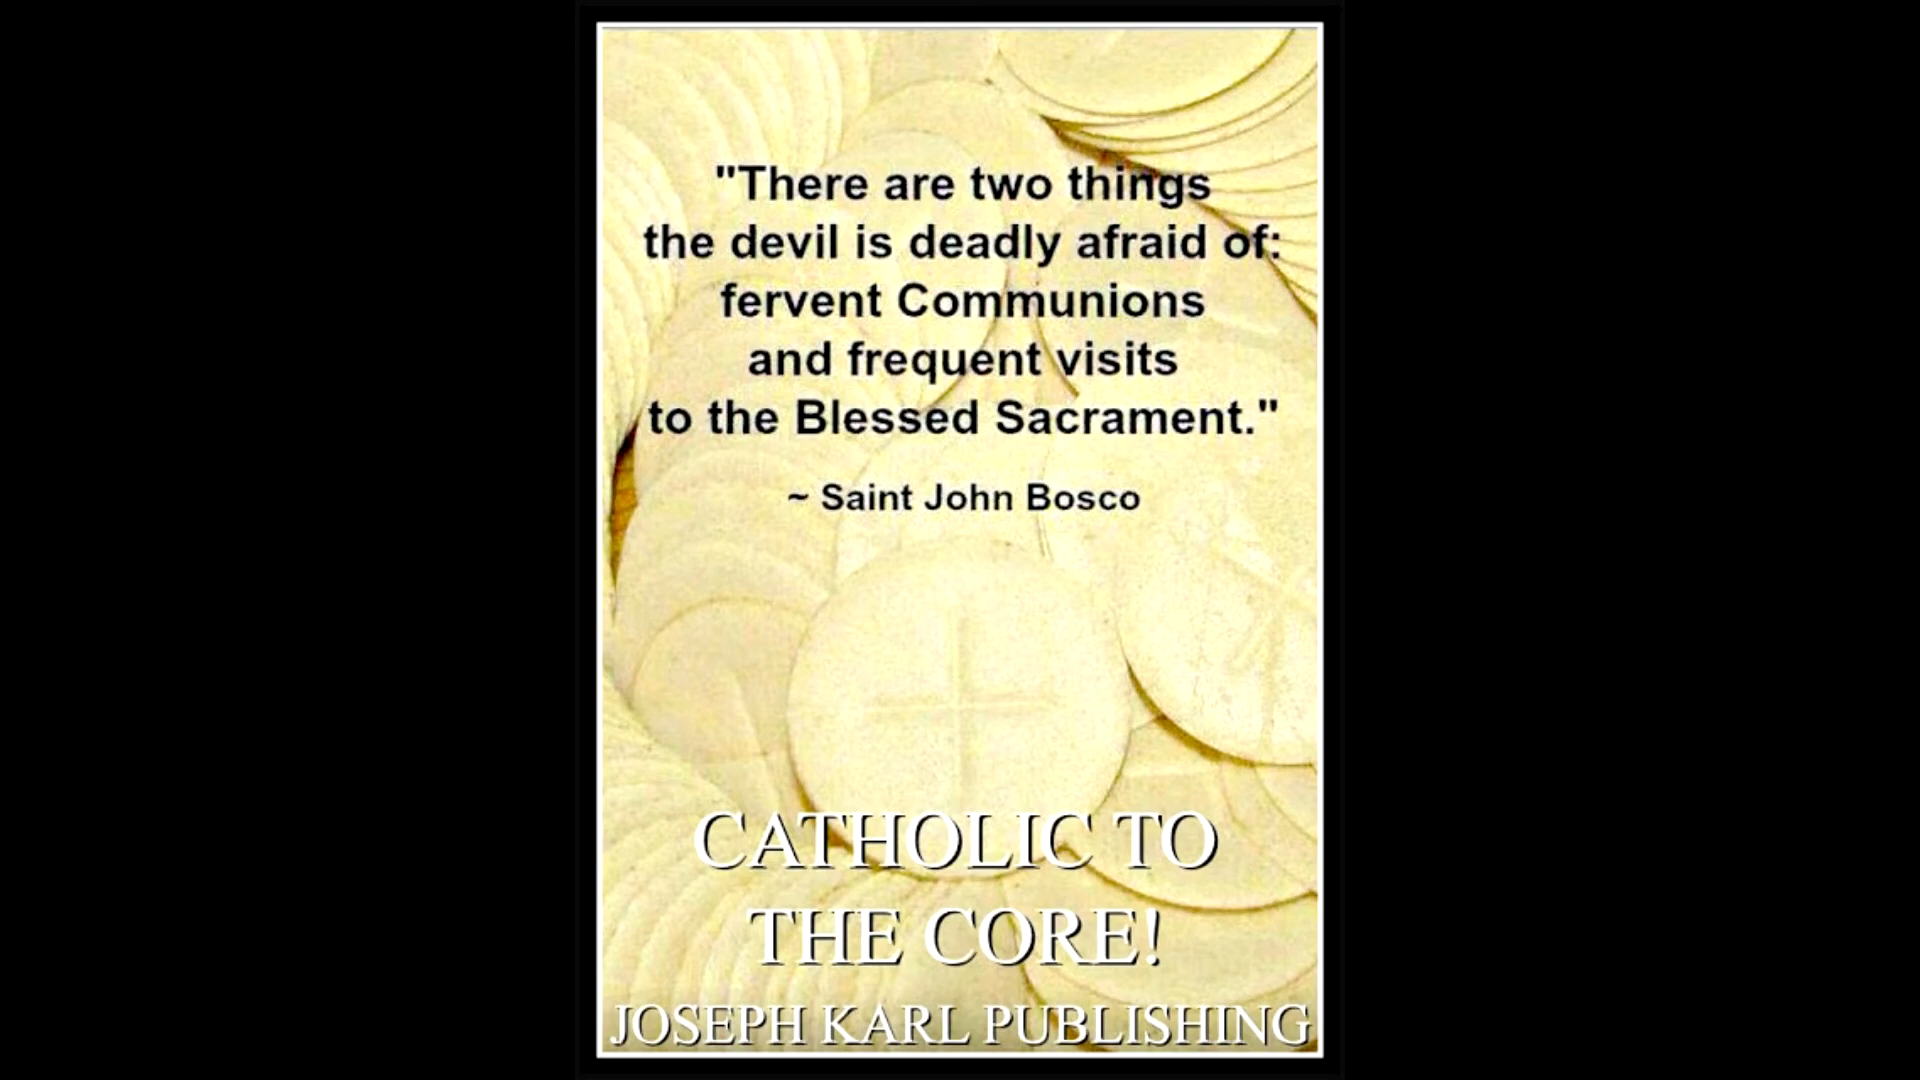 "There are two things
the devil is deadly afraid of:
fervent Communions
and frequent visits
to the Blessed Sacrament."
~ Saint John Bosco
CATHOLIC TO
THE CORE!
JOSEPH KARL PUBLISHING